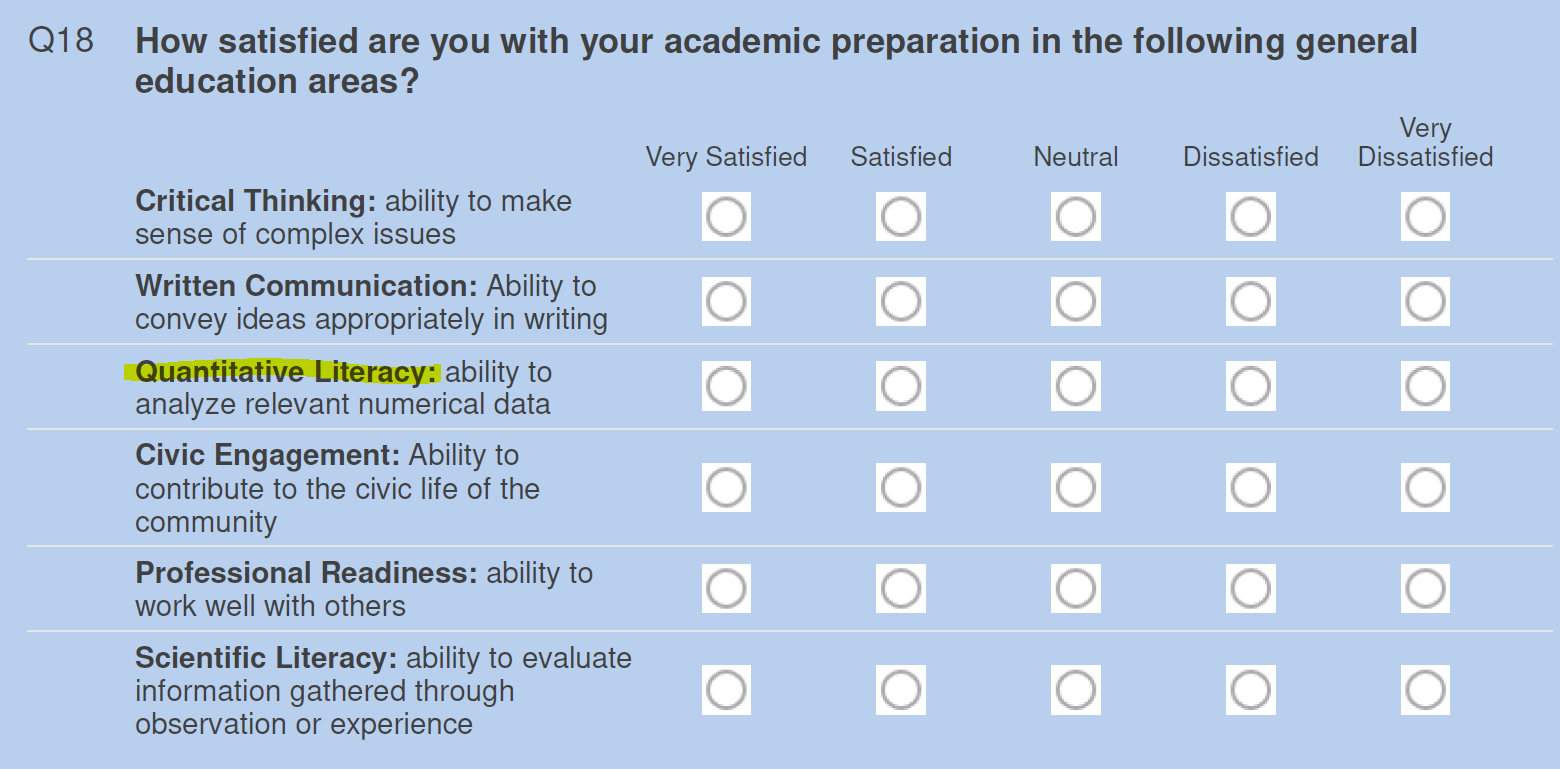 Q18 How satisfied are you with your academic preparation in the following general
education areas?
Very Satisfied Satisfied Neutral Dissatisfied Very Dissatisfied
Critical Thinking: ability to make
sense of complex issues
Written Communication: Ability to
convey ideas appropriately in writing
Quantitative Literacy: ability to
analyze relevant numerical data
Civic Engagement: Ability to
contribute to the civic life of the
community
Professional Readiness: ability to
work well with others
Scientific Literacy: ability to evaluate
information gathered through
observation or experience